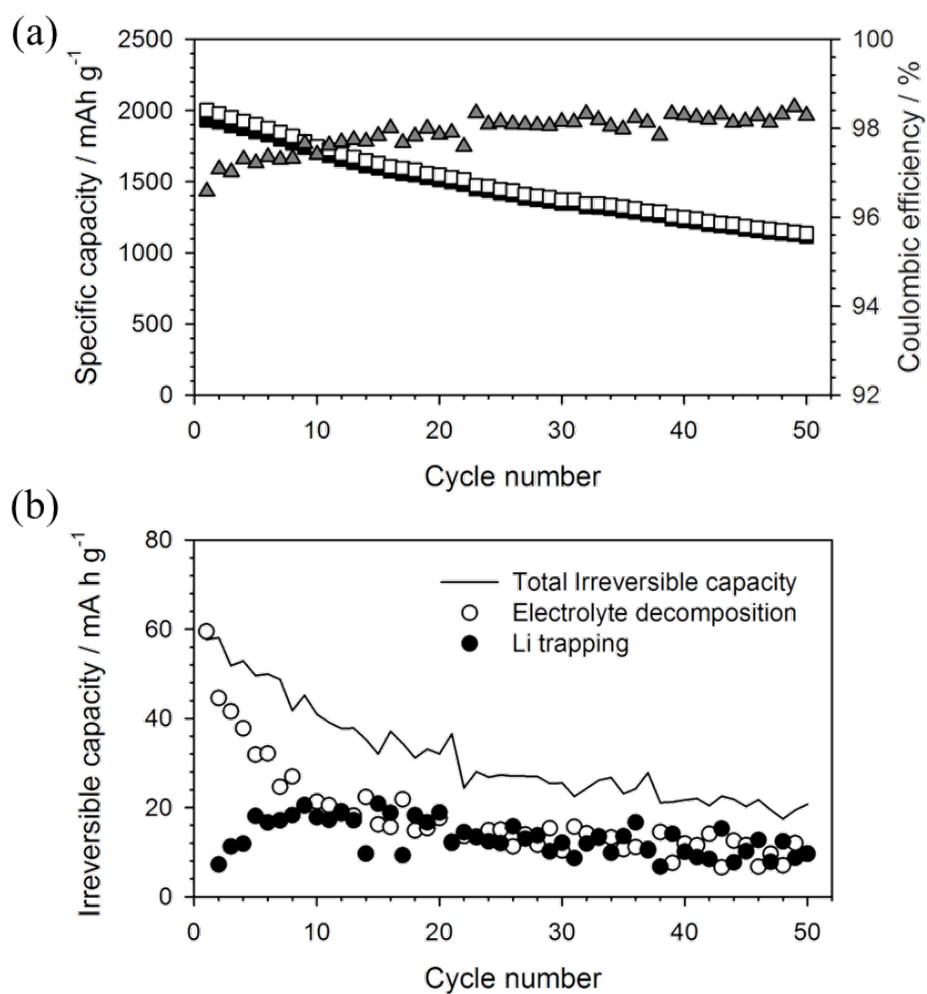 (a)
2500
2000
1500
1000
500
0
Specific capacity / mAh g-1
100
98
96
94
92
Coulombic efficiency / %
0 10 20 30 40 50
Cycle number
(b)
80
60
40
20
0
Irreversible capacity / mA h g-1
Total Irreversible capacity
Electrolyte decomposition
Li trapping
0 10 20 30 40 50
Cycle number